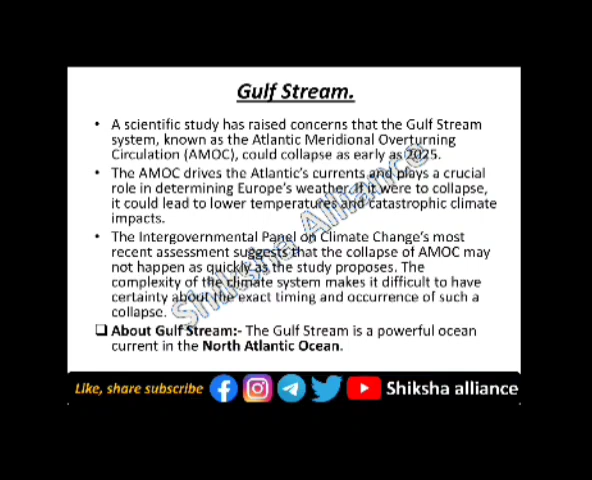 Gulf Stream.
• A scientific study has raised concerns that the Gulf Stream
system, known as the Atlantic Meridional Overturning
Circulation (AMOC), could collapse as early as 2025.
• The AMOC drives the Atlantic's currents and plays a crucial
role in determining Europe's weather. If it were to collapse,
it could lead to lower temperatures and catastrophic climate
impacts.
• The Intergovernmental Panel on Climate Change's most
recent assessment suggests that the collapse of AMOC may
not happen as quickly as the study proposes. The
complexity of the climate system makes it difficult to have
certainty about the exact timing and occurrence of such a
collapse.
❑ About Gulf Stream:- The Gulf Stream is a powerful ocean
current in the North Atlantic Ocean.
Shiksha Alliance
Like, share subscribe Shiksha alliance